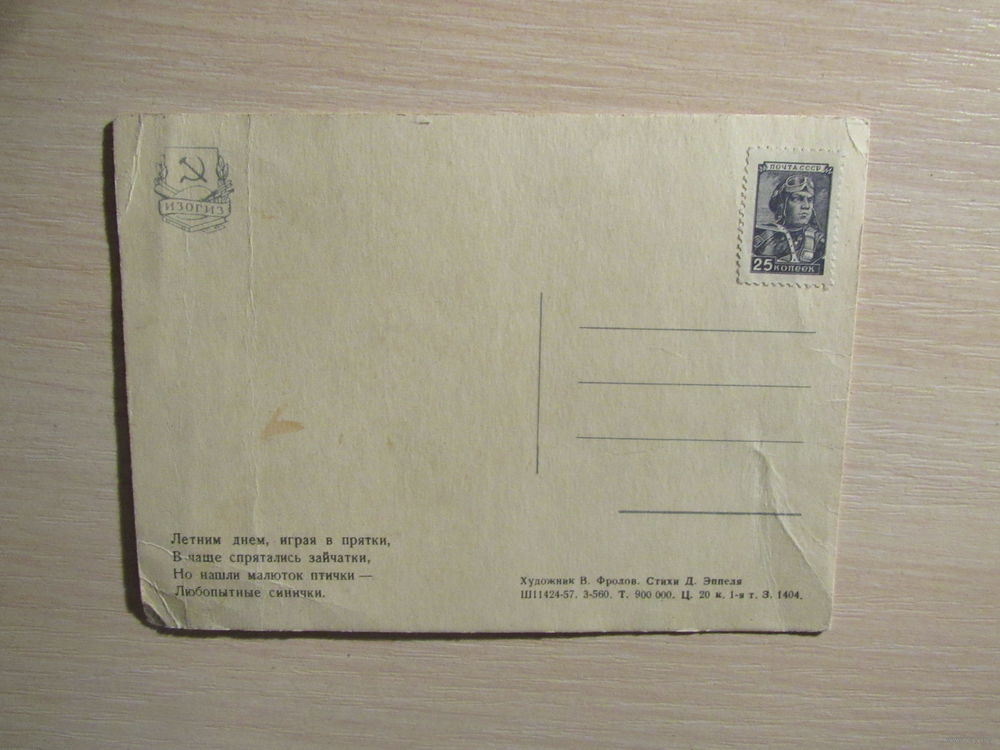 ИЗОГИЗ
ПОЧТА СССР
25 КОПЕЕК
Летним днем, играя в прятки,
В чаще спрятались зайчатки,
Но нашли малюток птички —
Любопытные синички.
Художник В. Фролов. Стихи Д. Эппеля
Ш11424-57. 3-560. Т. 900 000. Ц. 20 к. 1-я т. З. 1404.